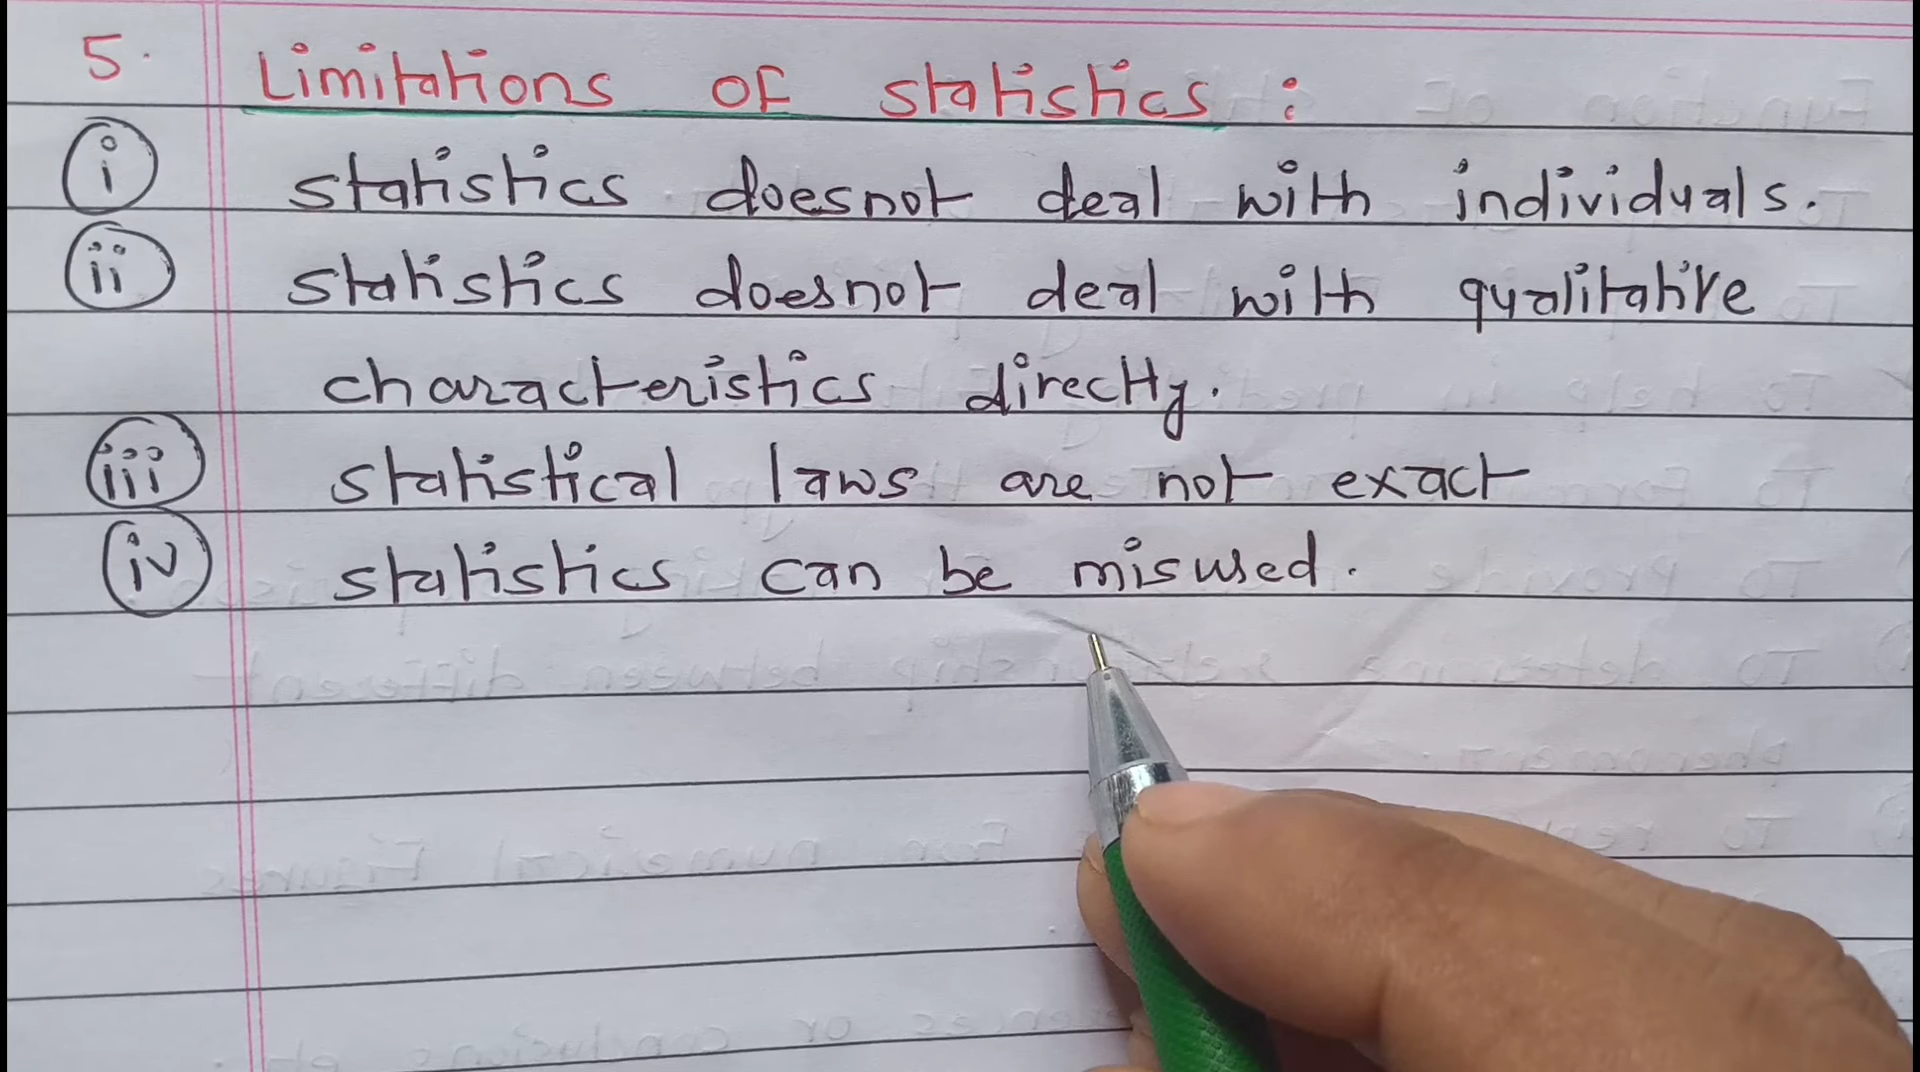 5. Limitations OF statistics :
i statistics doesnot deal with individuals.
ii statistics doesnot deal with qualitative
characteristics directly.
iii statistical laws are not exact
iv statistics can be misused.